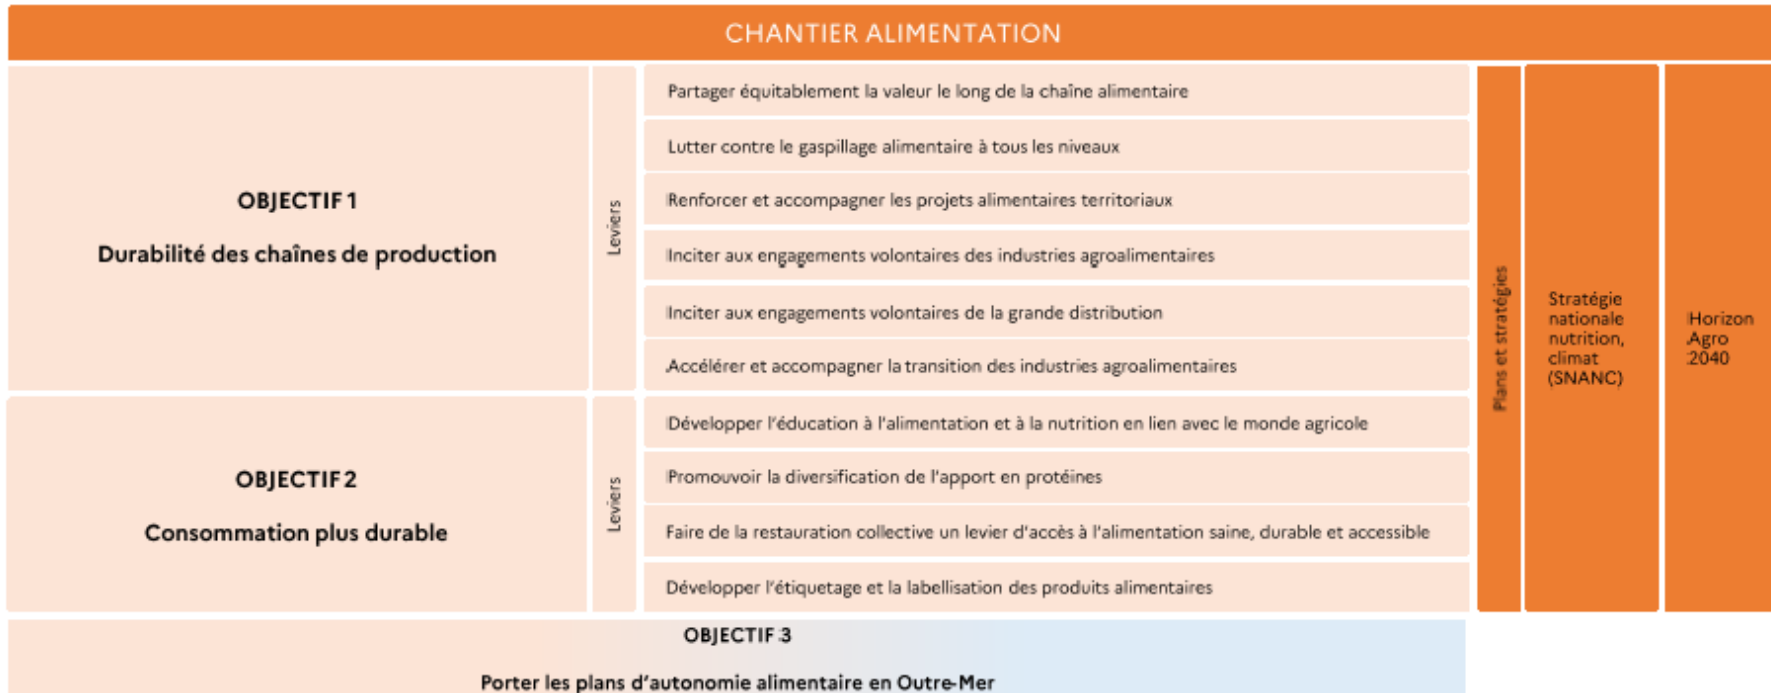 CHANTIER ALIMENTATION
OBJECTIF 1
Durabilité des chaînes de production
Leviers
Partager équitablement la valeur le long de la chaîne alimentaire
Lutter contre le gaspillage alimentaire à tous les niveaux
Renforcer et accompagner les projets alimentaires territoriaux
Inciter aux engagements volontaires des industries agroalimentaires
Inciter aux engagements volontaires de la grande distribution
Accélérer et accompagner la transition des industries agroalimentaires
OBJECTIF 2
Consommation plus durable
Leviers
Développer l'éducation à l'alimentation et à la nutrition en lien avec le monde agricole
Promouvoir la diversification de l'apport en protéines
Faire de la restauration collective un levier d'accès à l'alimentation saine, durable et accessible
Développer l'étiquetage et la labellisation des produits alimentaires
Plans et stratégies
Stratégie
nationale
nutrition,
climat
(SNANC)
Horizon
Agro
2040
OBJECTIF 3
Porter les plans d'autonomie alimentaire en Outre-Mer